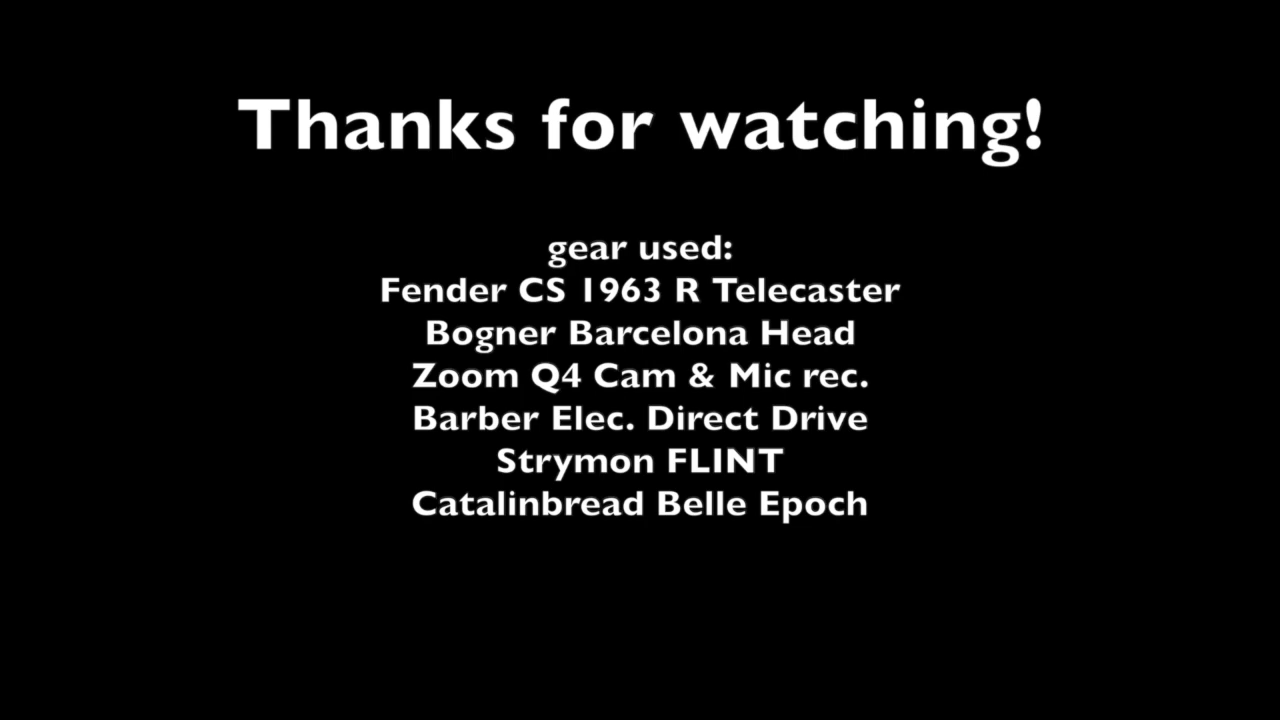 Thanks for watching!
gear used:
Fender CS 1963 R Telecaster
Bogner Barcelona Head
Zoom Q4 Cam & Mic rec.
Barber Elec. Direct Drive
Strymon FLINT
Catalinbread Belle Epoch